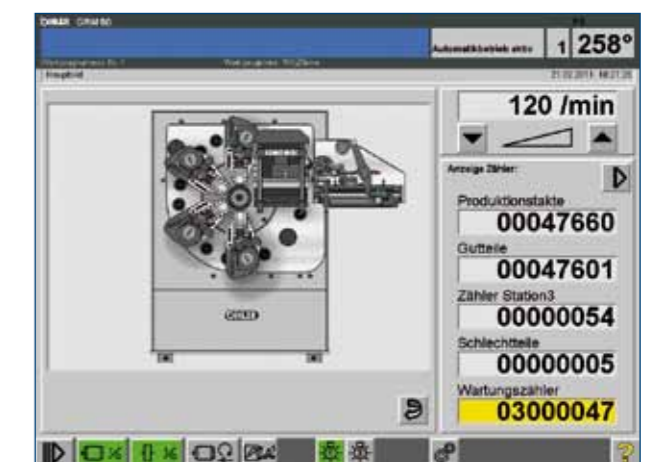 Automatikbetrieb aktiv
1 258°
Hauptbild
120 /min
Anzeige Zähler:
Produktionstakte
00047660
Gutteile
00047601
Zähler Station3
00000054
Schlechtteile
00000005
Wartungszähler
03000047
?